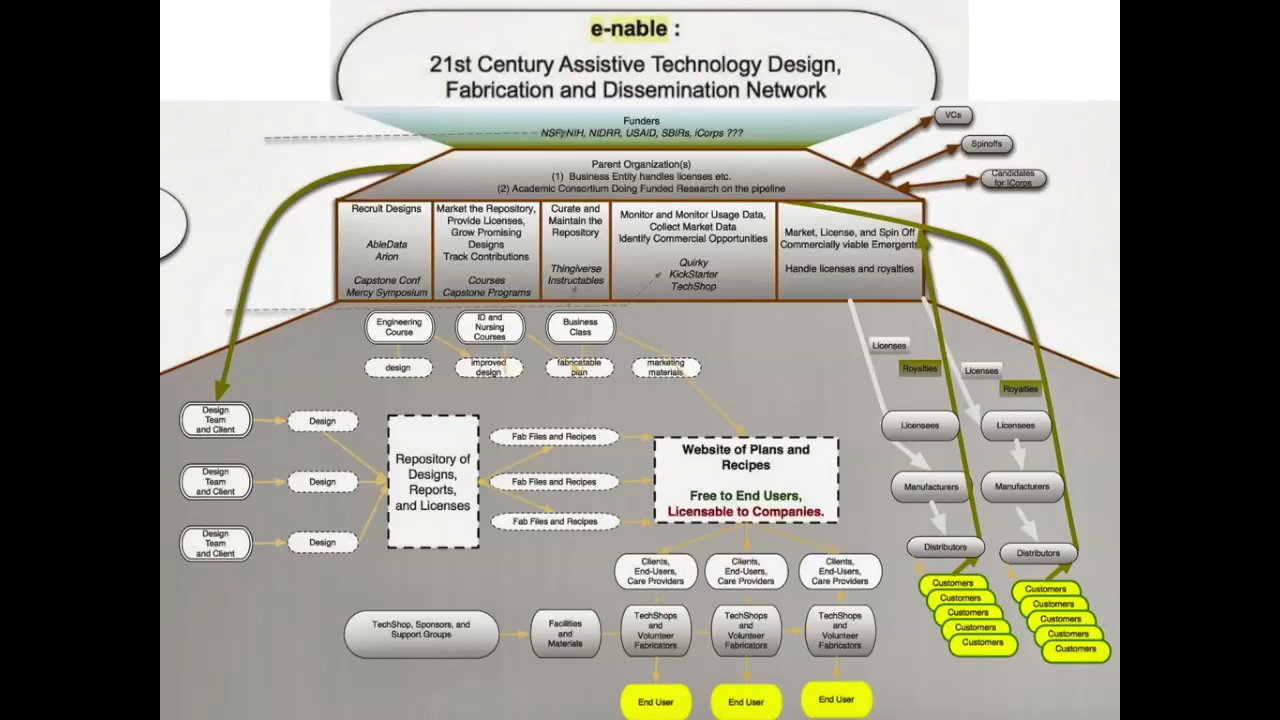 e-nable :
21st Century Assistive Technology Design,
Fabrication and Dissemination Network
Funders
NSF, NIH, NIDRR, USAID, SBIRs, iCorps ???
VCs
Spinoffs
Candidates
for iCorps
Parent Organization(s)
(1) Business Entity handles licenses etc.
(2) Academic Consortium Doing Funded Research on the pipeline
Recruit Designs
AbleData
Arion
Capstone Conf
Mercy Symposium
Market the Repository,
Provide Licenses,
Grow Promising
Designs
Track Contributions
Courses
Capstone Programs
Curate and
Maintain the
Repository
Thingiverse
Instructables
Monitor and Monitor Usage Data,
Collect Market Data
Identify Commercial Opportunities
Quirky
KickStarter
TechShop
Market, License, and Spin Off
Commercially viable Emergent
Handle licenses and royalties
Engineering
Course
ID and
Nursing
Courses
Business
Class
design
improved
design
fabricatable
plan
marketing
materials
Licenses
Royalties
Licenses
Royalties
Design
Team
and Client
Design
Design
Team
and Client
Design
Design
Team
and Client
Design
Repository of
Designs,
Reports,
and Licenses
Fab Files and Recipes
Fab Files and Recipes
Fab Files and Recipes
Website of Plans and
Recipes
Free to End Users,
Licensable to Companies.
Licensees
Licensees
Manufacturers
Manufacturers
Distributors
Distributors
Customers
Customers
Customers
Customers
Customers
Customers
Customers
Customers
Customers
Customers
Clients,
End-Users,
Care Providers
Clients,
End-Users,
Care Providers
Clients,
End-Users,
Care Providers
TechShop, Sponsors, and
Support Groups
Facilities
and
Materials
TechShops
and
Volunteer
Fabricators
TechShops
and
Volunteer
Fabricators
TechShops
and
Volunteer
Fabricators
End User
End User
End User